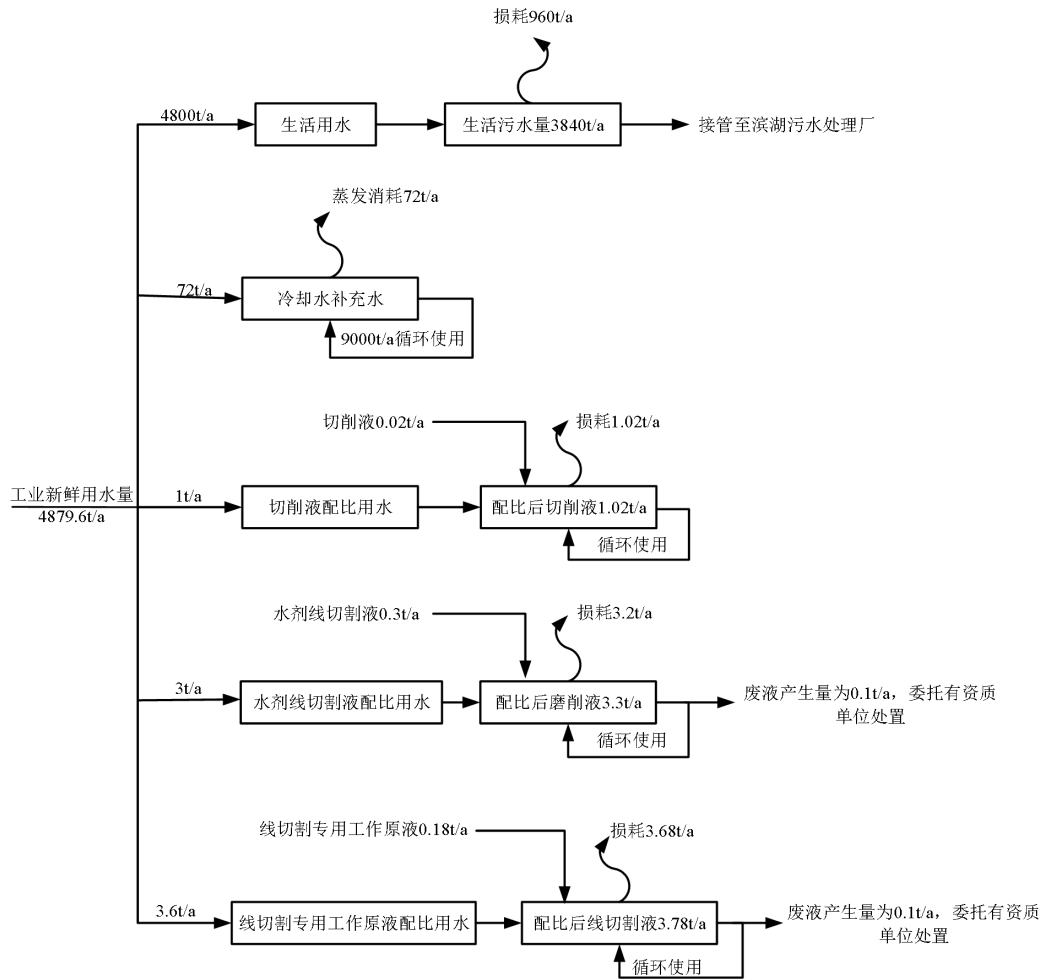 损耗960t/a
4800t/a
生活用水
生活污水量3840t/a
接管至滨湖污水处理厂
蒸发消耗72t/a
72t/a
冷却水补充水
9000t/a循环使用
切削液0.02t/a
损耗1.02t/a
工业新鲜用水量
4879.6t/a
1t/a
切削液配比用水
配比后切削液1.02t/a
循环使用
水剂线切割液0.3t/a
损耗3.2t/a
3t/a
水剂线切割液配比用水
配比后磨削液3.3t/a
废液产生量为0.1t/a，委托有资质
单位处置
循环使用
线切割专用工作原液0.18t/a
损耗3.68t/a
3.6t/a
线切割专用工作原液配比用水
配比后线切割液3.78t/a
废液产生量为0.1t/a，委托有资质
单位处置
循环使用